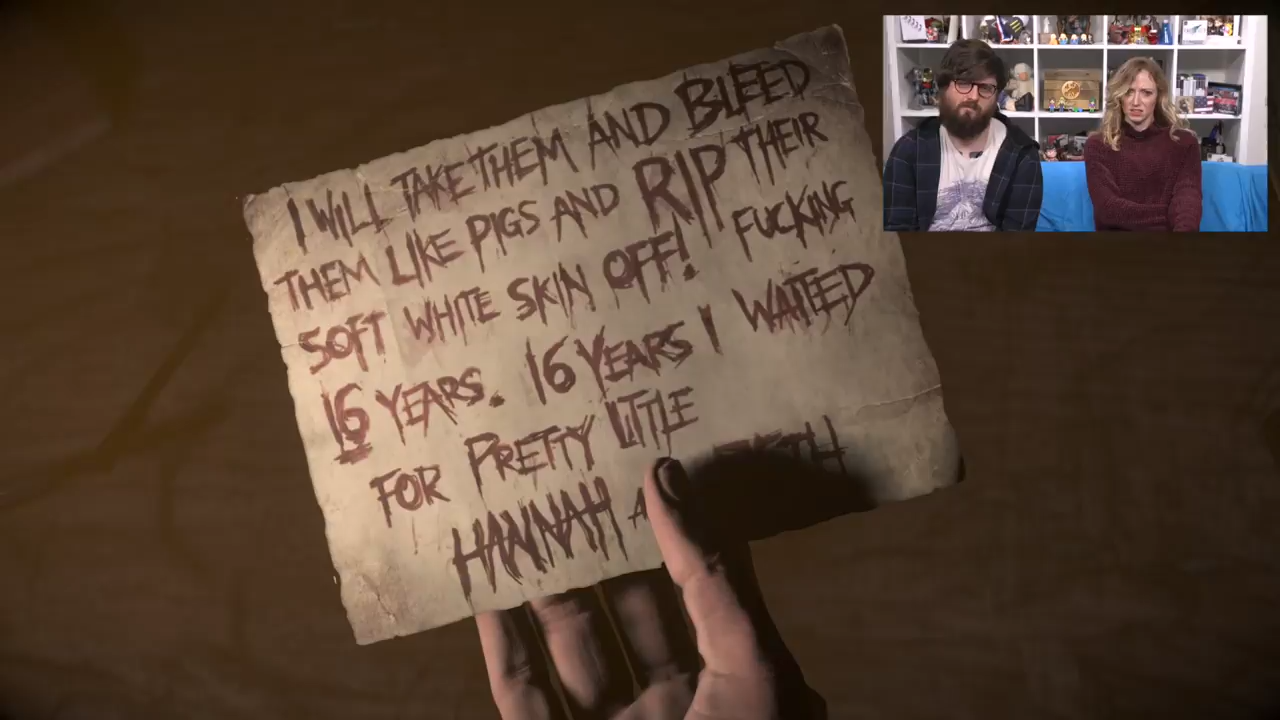 I WILL TAKE THEM AND BLEED
THEM LIKE PIGS AND RIP THEIR
SOFT WHITE SKIN OFF! FUCKING
16 YEARS. 16 YEARS I WAITED
FOR PRETTY LITTLE
HANNAH